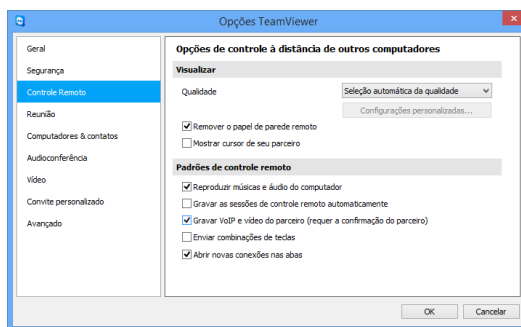 Opções TeamViewer
Geral
Segurança
Controle Remoto
Reunião
Computadores & contatos
Audioconferência
Vídeo
Convite personalizado
Avançado
Opções de controle à distância de outros computadores
Visualizar
Qualidade
Seleção automática da qualidade
Configurações personalizadas...
Remover o papel de parede remoto
Mostrar cursor de seu parceiro
Padrões de controle remoto
Reproduzir músicas e áudio do computador
Gravar as sessões de controle remoto automaticamente
Gravar VoIP e vídeo do parceiro (requer a confirmação do parceiro)
Enviar combinações de teclas
Abrir novas conexões nas abas
OK
Cancelar